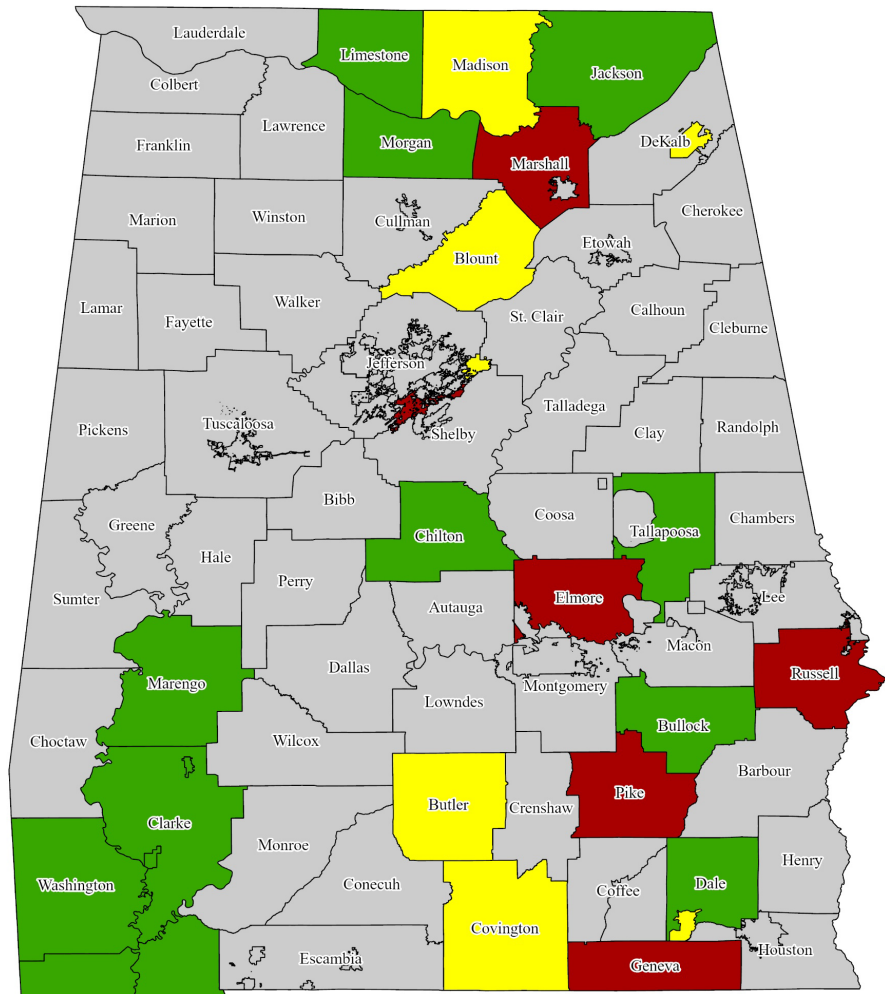 Lauderdale
Limestone
Madison
Jackson
Colbert
Lawrence
Franklin
Morgan
DeKalb
Marshall
Marion
Winston
Cullman
Cherokee
Etowah
Blount
Lamar
Walker
St. Clair
Calhoun
Fayette
Cleburne
Jefferson
Talladega
Pickens
Tuscaloosa
Shelby
Clay
Randolph
Bibb
Coosa
Greene
Chilton
Tallapoosa
Chambers
Hale
Perry
Sumter
Autauga
Elmore
Lee
Macon
Dallas
Marengo
Montgomery
Russell
Lowndes
Choctaw
Wilcox
Bullock
Barbour
Butler
Crenshaw
Pike
Clarke
Monroe
Henry
Washington
Conecuh
Coffee
Dale
Covington
Escambia
Houston
Geneva